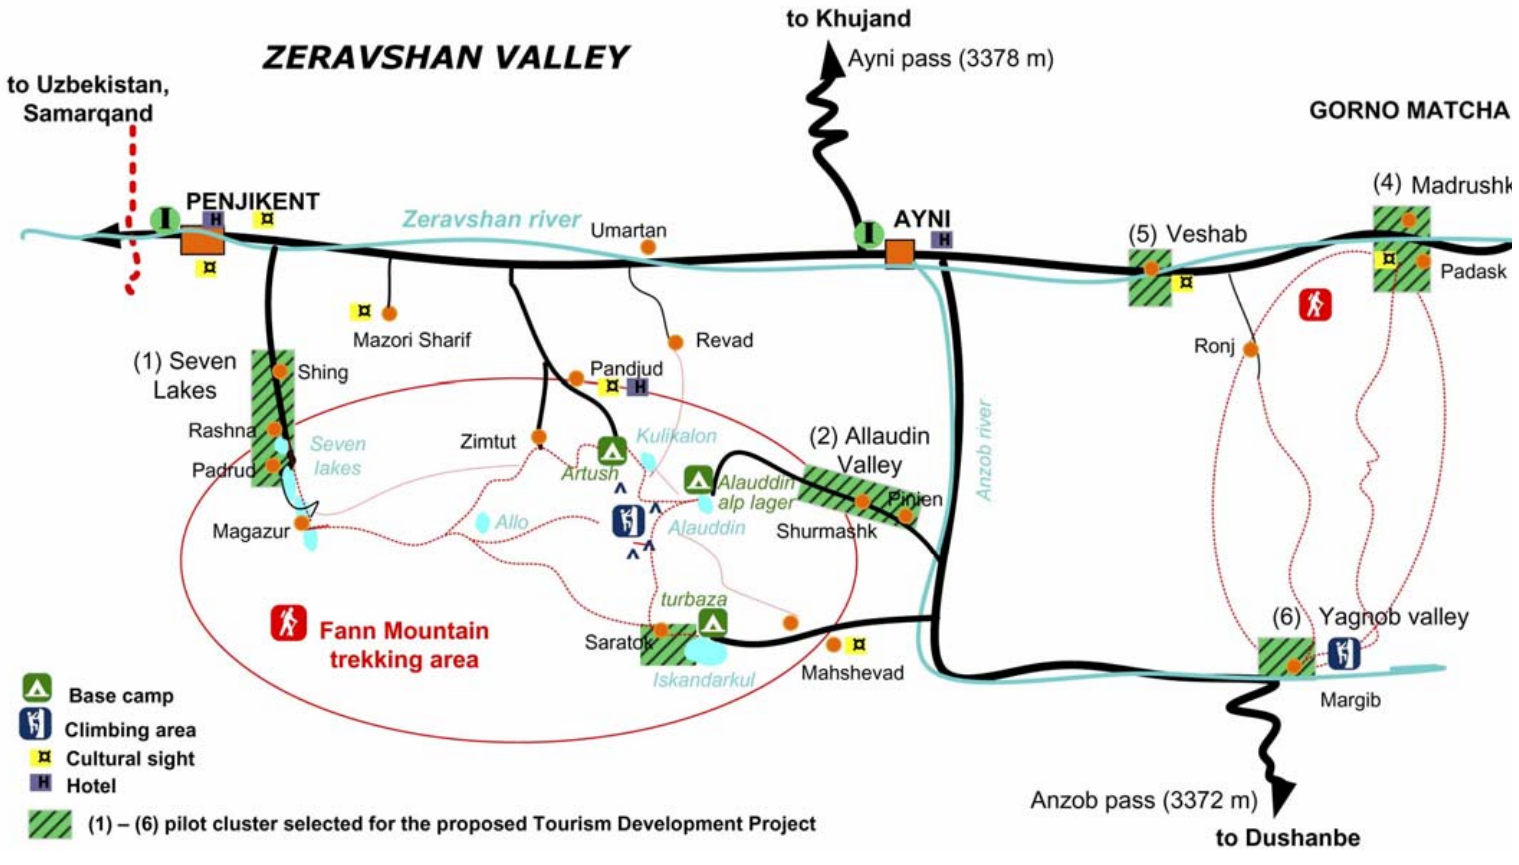 to Khujand
Ayni pass (3378 m)
ZERAVSHAN VALLEY
to Uzbekistan,
Samarqand
GORNO MATCHA
(4) Madrushk
PENJIKENT
I
H
¤
Zeravshan river
Umartan
I
AYNI
H
(5) Veshab
¤
¤
¤
Padask
¤
Mazori Sharif
Revad
Ronj
(1) Seven
Lakes
Shing
Pandjud
¤
H
Rashna
Seven
lakes
Zimtut
Kulikalon
(2) Allaudin
Valley
Anzob river
Padrud
Artush
Alauddin
alp lager
Pinien
Magazur
Allo
Alauddin
Shurmashk
turbaza
(6) Yagnob valley
Fann Mountain
trekking area
Saratok
¤
Mahshevad
Iskandarkul
Margib
Base camp
Climbing area
¤ Cultural sight
H Hotel
Anzob pass (3372 m)
(1) – (6) pilot cluster selected for the proposed Tourism Development Project
to Dushanbe